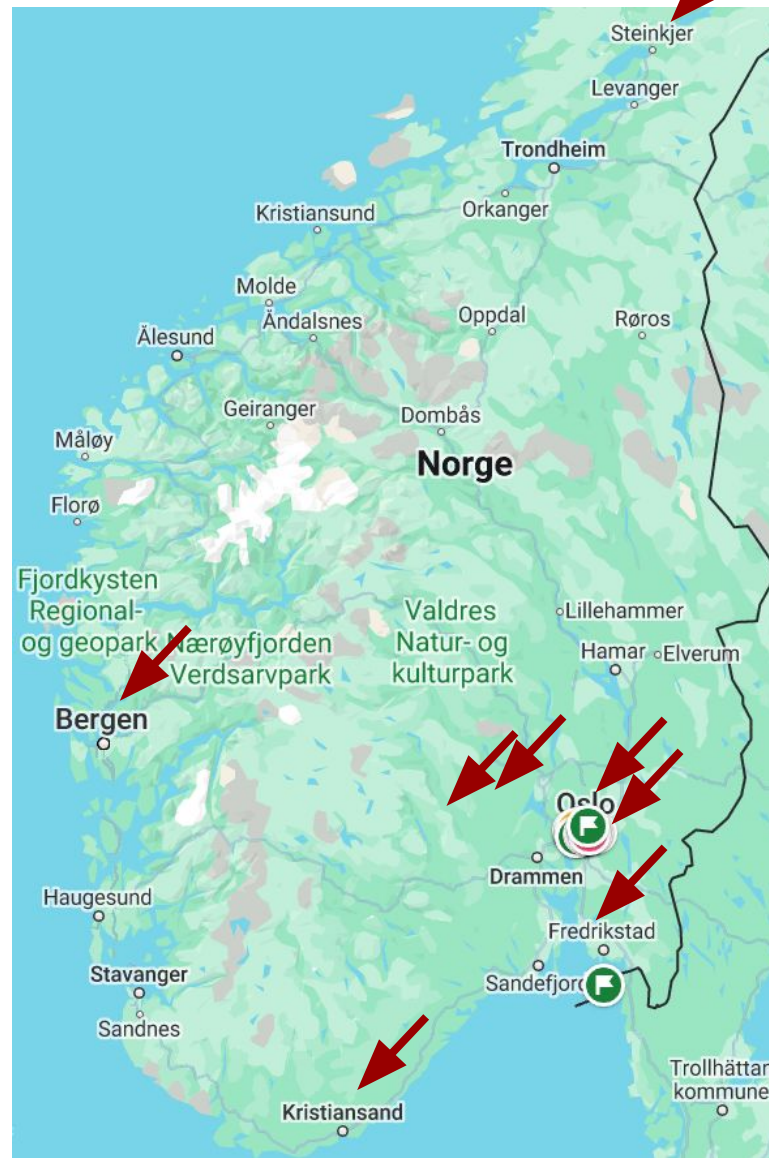 Steinkjer
Levanger
Trondheim
Orkanger
Kristiansund
Molde
Åndalsnes
Oppdal
Røros
Ålesund
Geiranger
Dombås
Måløy
Norge
Florø
Fjordkysten
Regional-
og geopark
Nærøyfjorden
Verdsarvpark
Valdres
Natur- og
kulturpark
Lillehammer
Hamar
Elverum
Bergen
Oslo
Drammen
Haugesund
Fredrikstad
Stavanger
Sandefjord
Sandnes
Trollhättan
kommune
Kristiansand